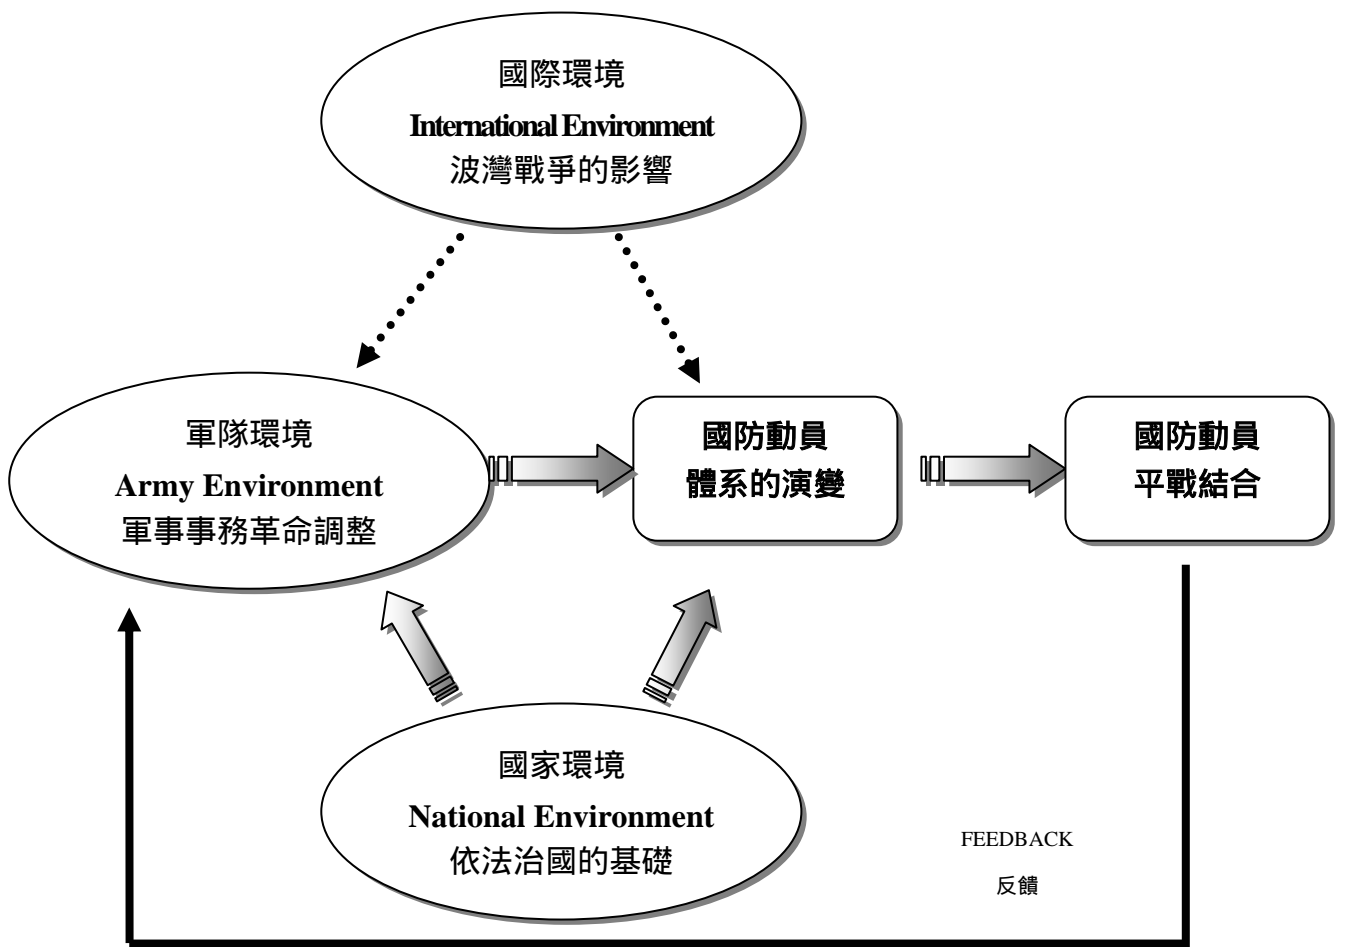 國際環境
International Environment
波灣戰爭的影響
軍隊環境
Army Environment
軍事事務革命調整
國防動員
體系的演變
國防動員
平戰結合
國家環境
National Environment
依法治國的基礎
FEEDBACK
反饋